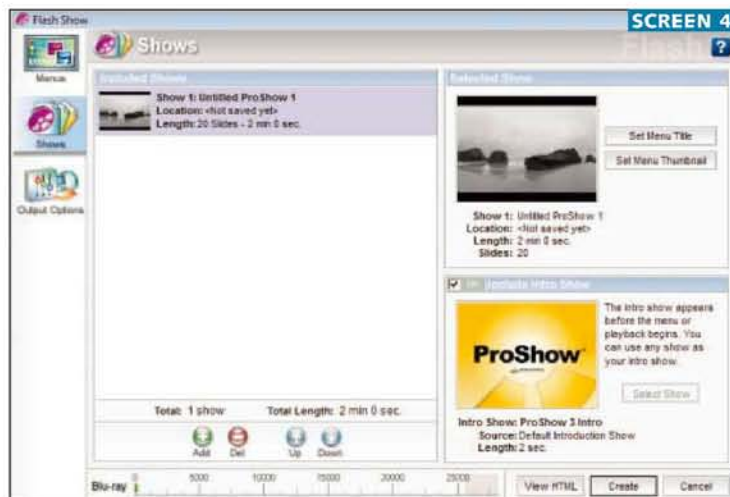 Flash Show
SCREEN 4
Shows
Flash
?
Menus
Shows
Output Options
Included Shows
Show 1: Untitled ProShow 1
Location: <Not saved yet>
Length: 20 Slides - 2 min 0 sec.
Total: 1 show Total Length: 2 min 0 sec.
Add Del Up Down
Selected Show
Set Menu Title
Set Menu Thumbnail
Show 1: Untitled ProShow 1
Location: <Not saved yet>
Length: 2 min 0 sec.
Slides: 20
Include Intro Show
ProShow
The intro show appears
before the menu or
playback begins. You
can use any show as
your intro show.
Select Show
Intro Show: ProShow 3 Intro
Source: Default Introduction Show
Length: 2 sec.
Blu-ray 0 5000 10000 15000 20000 25000
View HTML Create Cancel